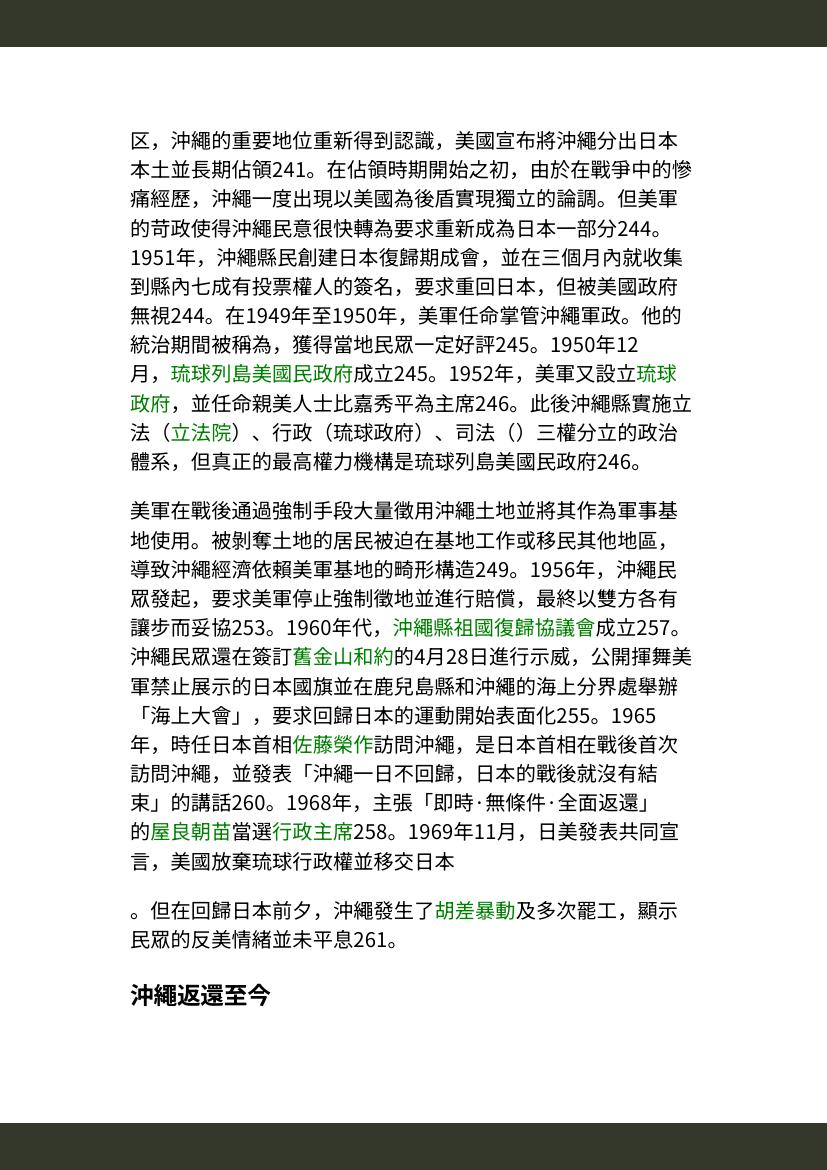 区，沖繩的重要地位重新得到認識，美國宣布將沖繩分出日本
本土並長期佔領241。在佔領時期開始之初，由於在戰爭中的慘
痛經歷，沖繩一度出現以美國為後盾實現獨立的論調。但美軍
的苛政使得沖繩民意很快轉為要求重新成為日本一部分244。
1951年，沖繩縣民創建日本復歸期成會，並在三個月內就收集
到縣內七成有投票權人的簽名，要求重回日本，但被美國政府
無視244。在1949年至1950年，美軍任命掌管沖繩軍政。他的
統治期間被稱為，獲得當地民眾一定好評245。1950年12
月，琉球列島美國民政府成立245。1952年，美軍又設立琉球
政府，並任命親美人士比嘉秀平為主席246。此後沖繩縣實施立
法（立法院）、行政（琉球政府）、司法（）三權分立的政治
體系，但真正的最高權力機構是琉球列島美國民政府246。
美軍在戰後通過強制手段大量徵用沖繩土地並將其作為軍事基
地使用。被剝奪土地的居民被迫在基地工作或移民其他地區，
導致沖繩經濟依賴美軍基地的畸形構造249。1956年，沖繩民
眾發起，要求美軍停止強制徵地並進行賠償，最終以雙方各有
讓步而妥協253。1960年代，沖繩縣祖國復歸協議會成立257。
沖繩民眾還在簽訂舊金山和約的4月28日進行示威，公開揮舞美
軍禁止展示的日本國旗並在鹿兒島縣和沖繩的海上分界處舉辦
「海上大會」，要求回歸日本的運動開始表面化255。1965
年，時任日本首相佐藤榮作訪問沖繩，是日本首相在戰後首次
訪問沖繩，並發表「沖繩一日不回歸，日本的戰後就沒有結
束」的講話260。1968年，主張「即時·無條件·全面返還」
的屋良朝苗當選行政主席258。1969年11月，日美發表共同宣
言，美國放棄琉球行政權並移交日本
。但在回歸日本前夕，沖繩發生了胡差暴動及多次罷工，顯示
民眾的反美情緒並未平息261。
沖繩返還至今